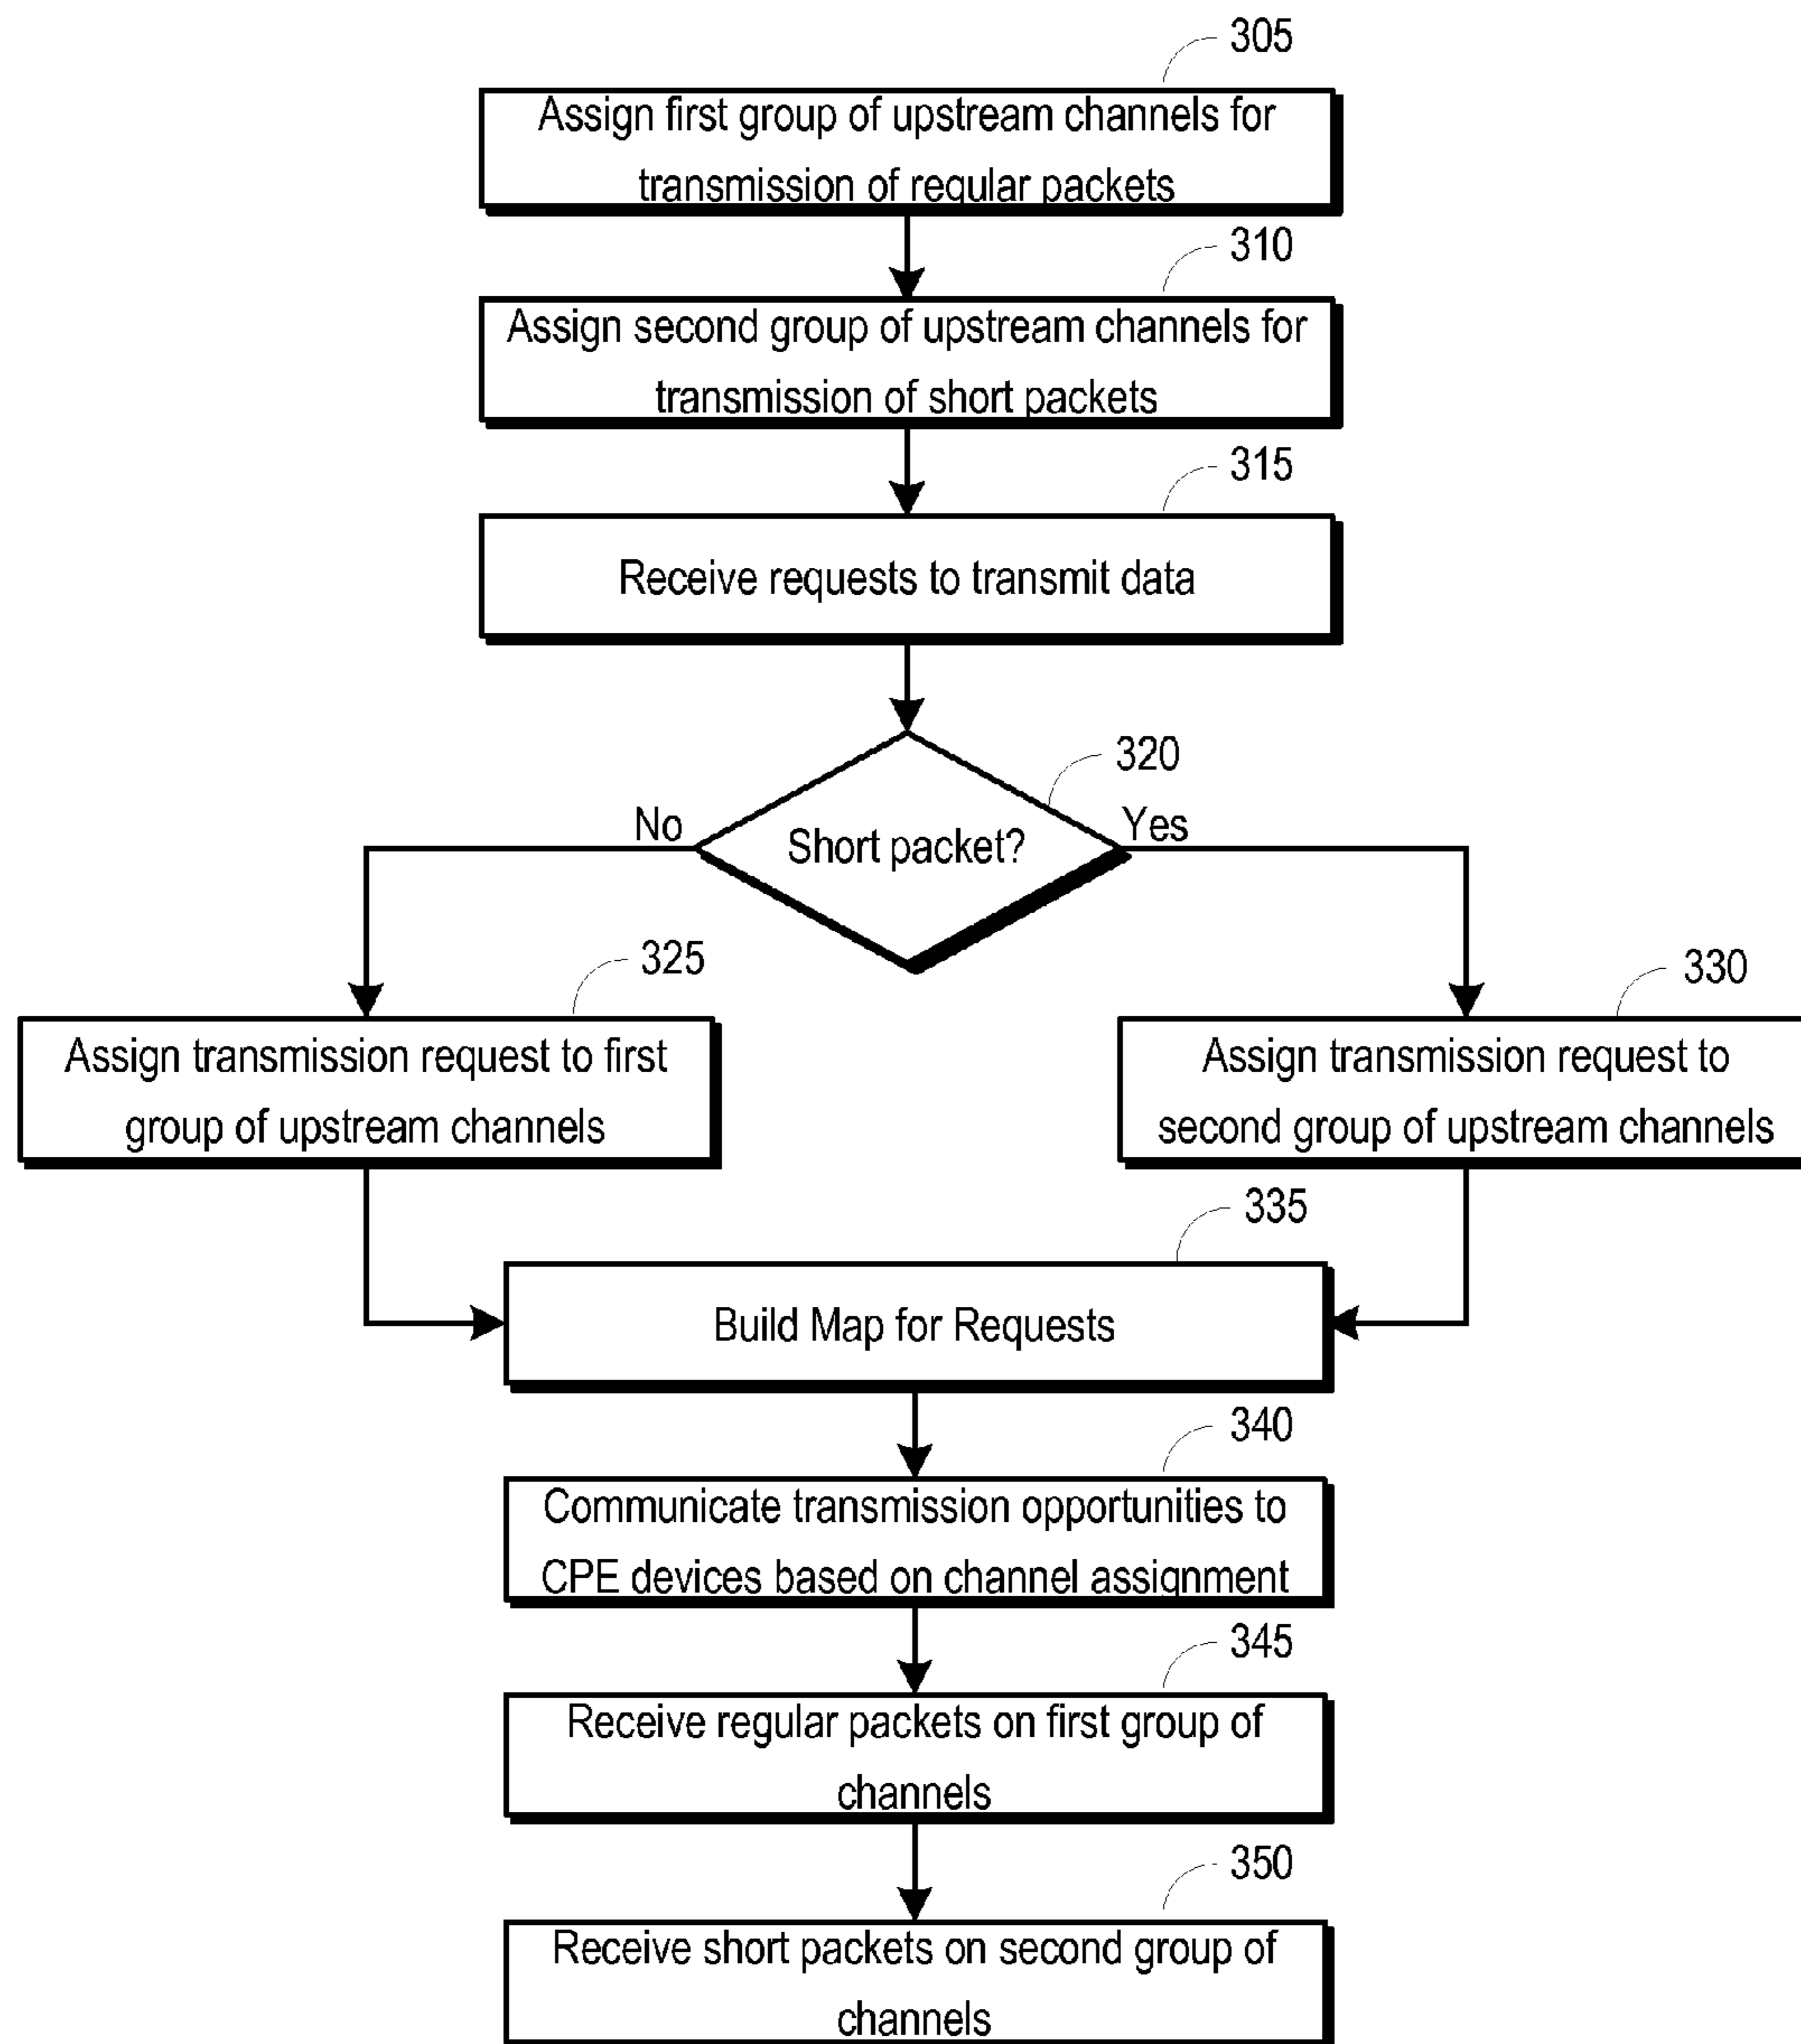 305
Assign first group of upstream channels for
transmission of regular packets
310
Assign second group of upstream channels for
transmission of short packets
315
Receive requests to transmit data
320
No
Short packet?
Yes
325
Assign transmission request to first
group of upstream channels
330
Assign transmission request to
second group of upstream channels
335
Build Map for Requests
340
Communicate transmission opportunities to
CPE devices based on channel assignment
345
Receive regular packets on first group of
channels
350
Receive short packets on second group of
channels